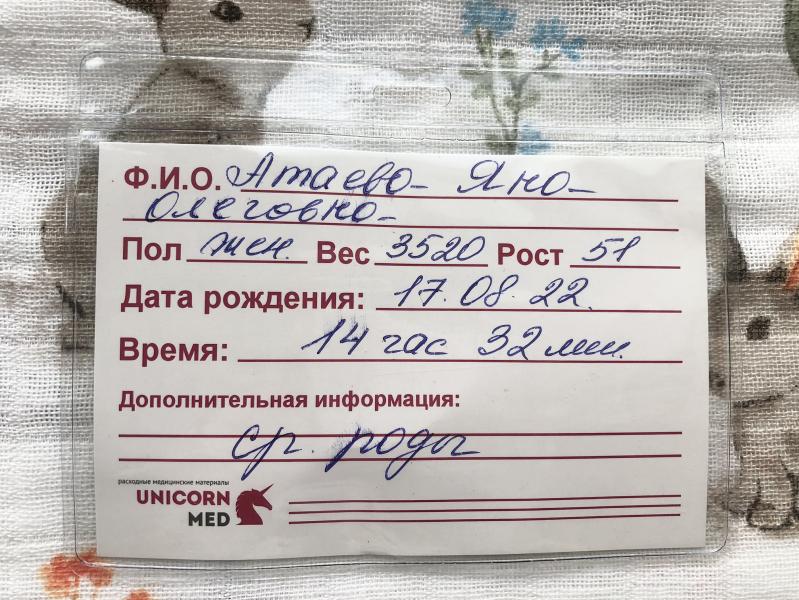 Ф.И.О. Атаева Яна
Олеговна
Пол жен. Вес 3520 Рост 51
Дата рождения: 17.08.22.
Время: 14 час 32 мин.
Дополнительная информация:
ср. роды
расходные медицинские материалы
UNICORN
MED